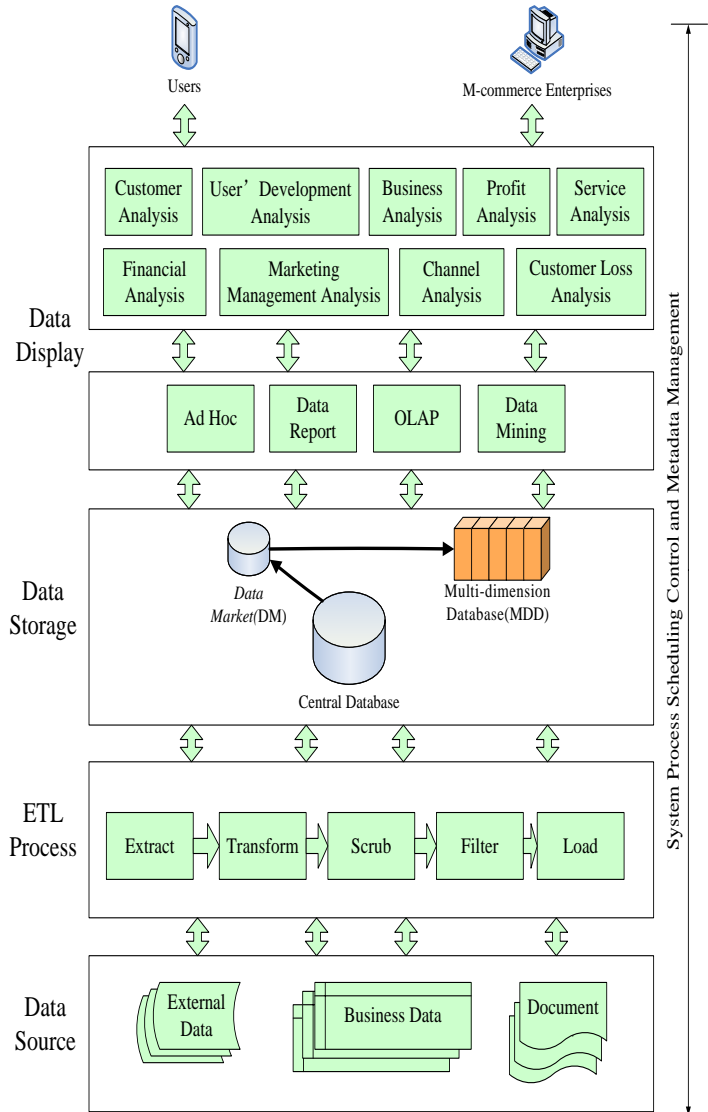 Users
M-commerce Enterprises
Customer
Analysis
User’ Development
Analysis
Business
Analysis
Profit
Analysis
Service
Analysis
Financial
Analysis
Marketing
Management Analysis
Channel
Analysis
Customer Loss
Analysis
Data
Display
Ad Hoc
Data
Report
OLAP
Data
Mining
Data
Storage
Data
Market(DM)
Multi-dimension
Database(MDD)
Central Database
ETL
Process
Extract
Transform
Scrub
Filter
Load
Data
Source
External
Data
Business Data
Document
System Process Scheduling Control and Metadata Management